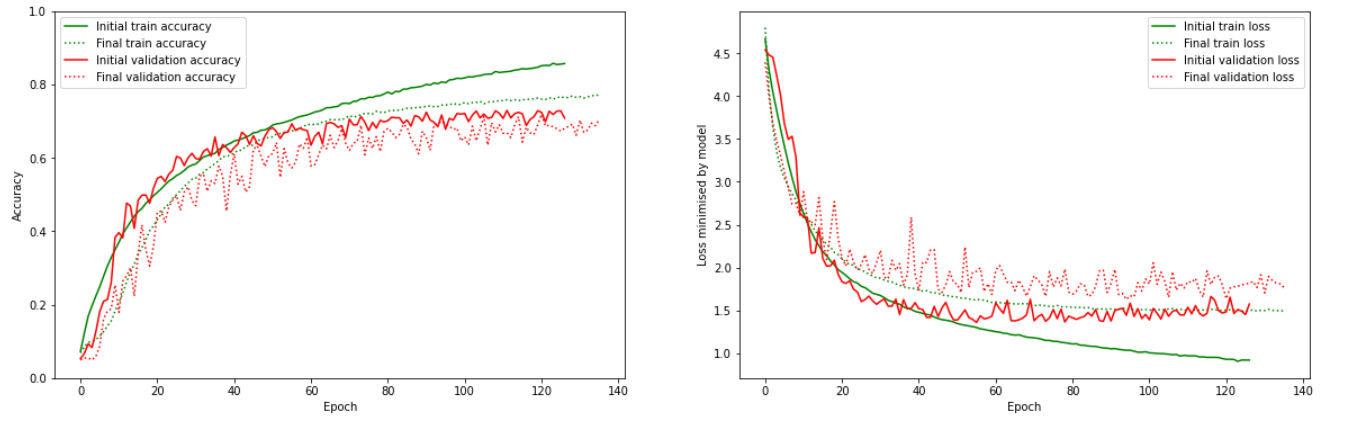 1.0
0.8
0.6
0.4
0.2
0.0
Accuracy
Initial train accuracy
Final train accuracy
Initial validation accuracy
Final validation accuracy
0 20 40 60 80 100 120 140
Epoch
4.5
4.0
3.5
3.0
2.5
2.0
1.5
1.0
Loss minimised by model
Initial train loss
Final train loss
Initial validation loss
Final validation loss
0 20 40 60 80 100 120 140
Epoch